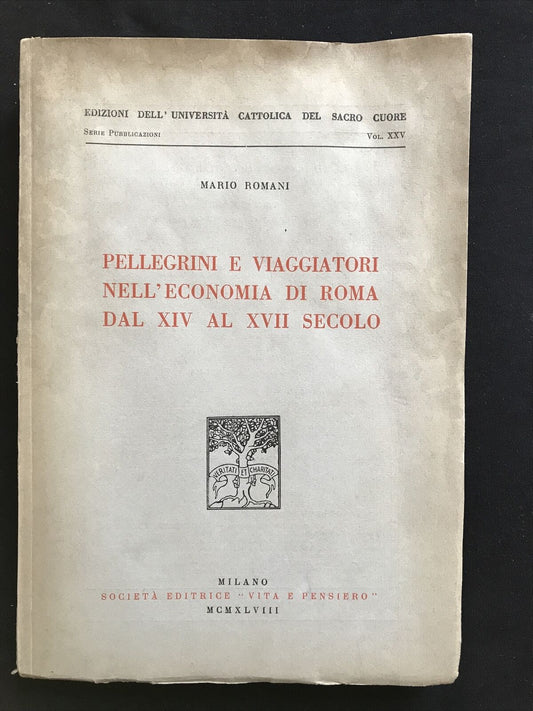 EDIZIONI DELL' UNIVERSITÀ CATTOLICA DEL SACRO CUORE
SERIE PUBBLICAZIONI VOL. XXV
MARIO ROMANI
PELLEGRINI E VIAGGIATORI
NELL'ECONOMIA DI ROMA
DAL XIV AL XVII SECOLO
VERITATI ET CHARITATI
MILANO
SOCIETÀ EDITRICE "VITA E PENSIERO"
MCMXLVIII